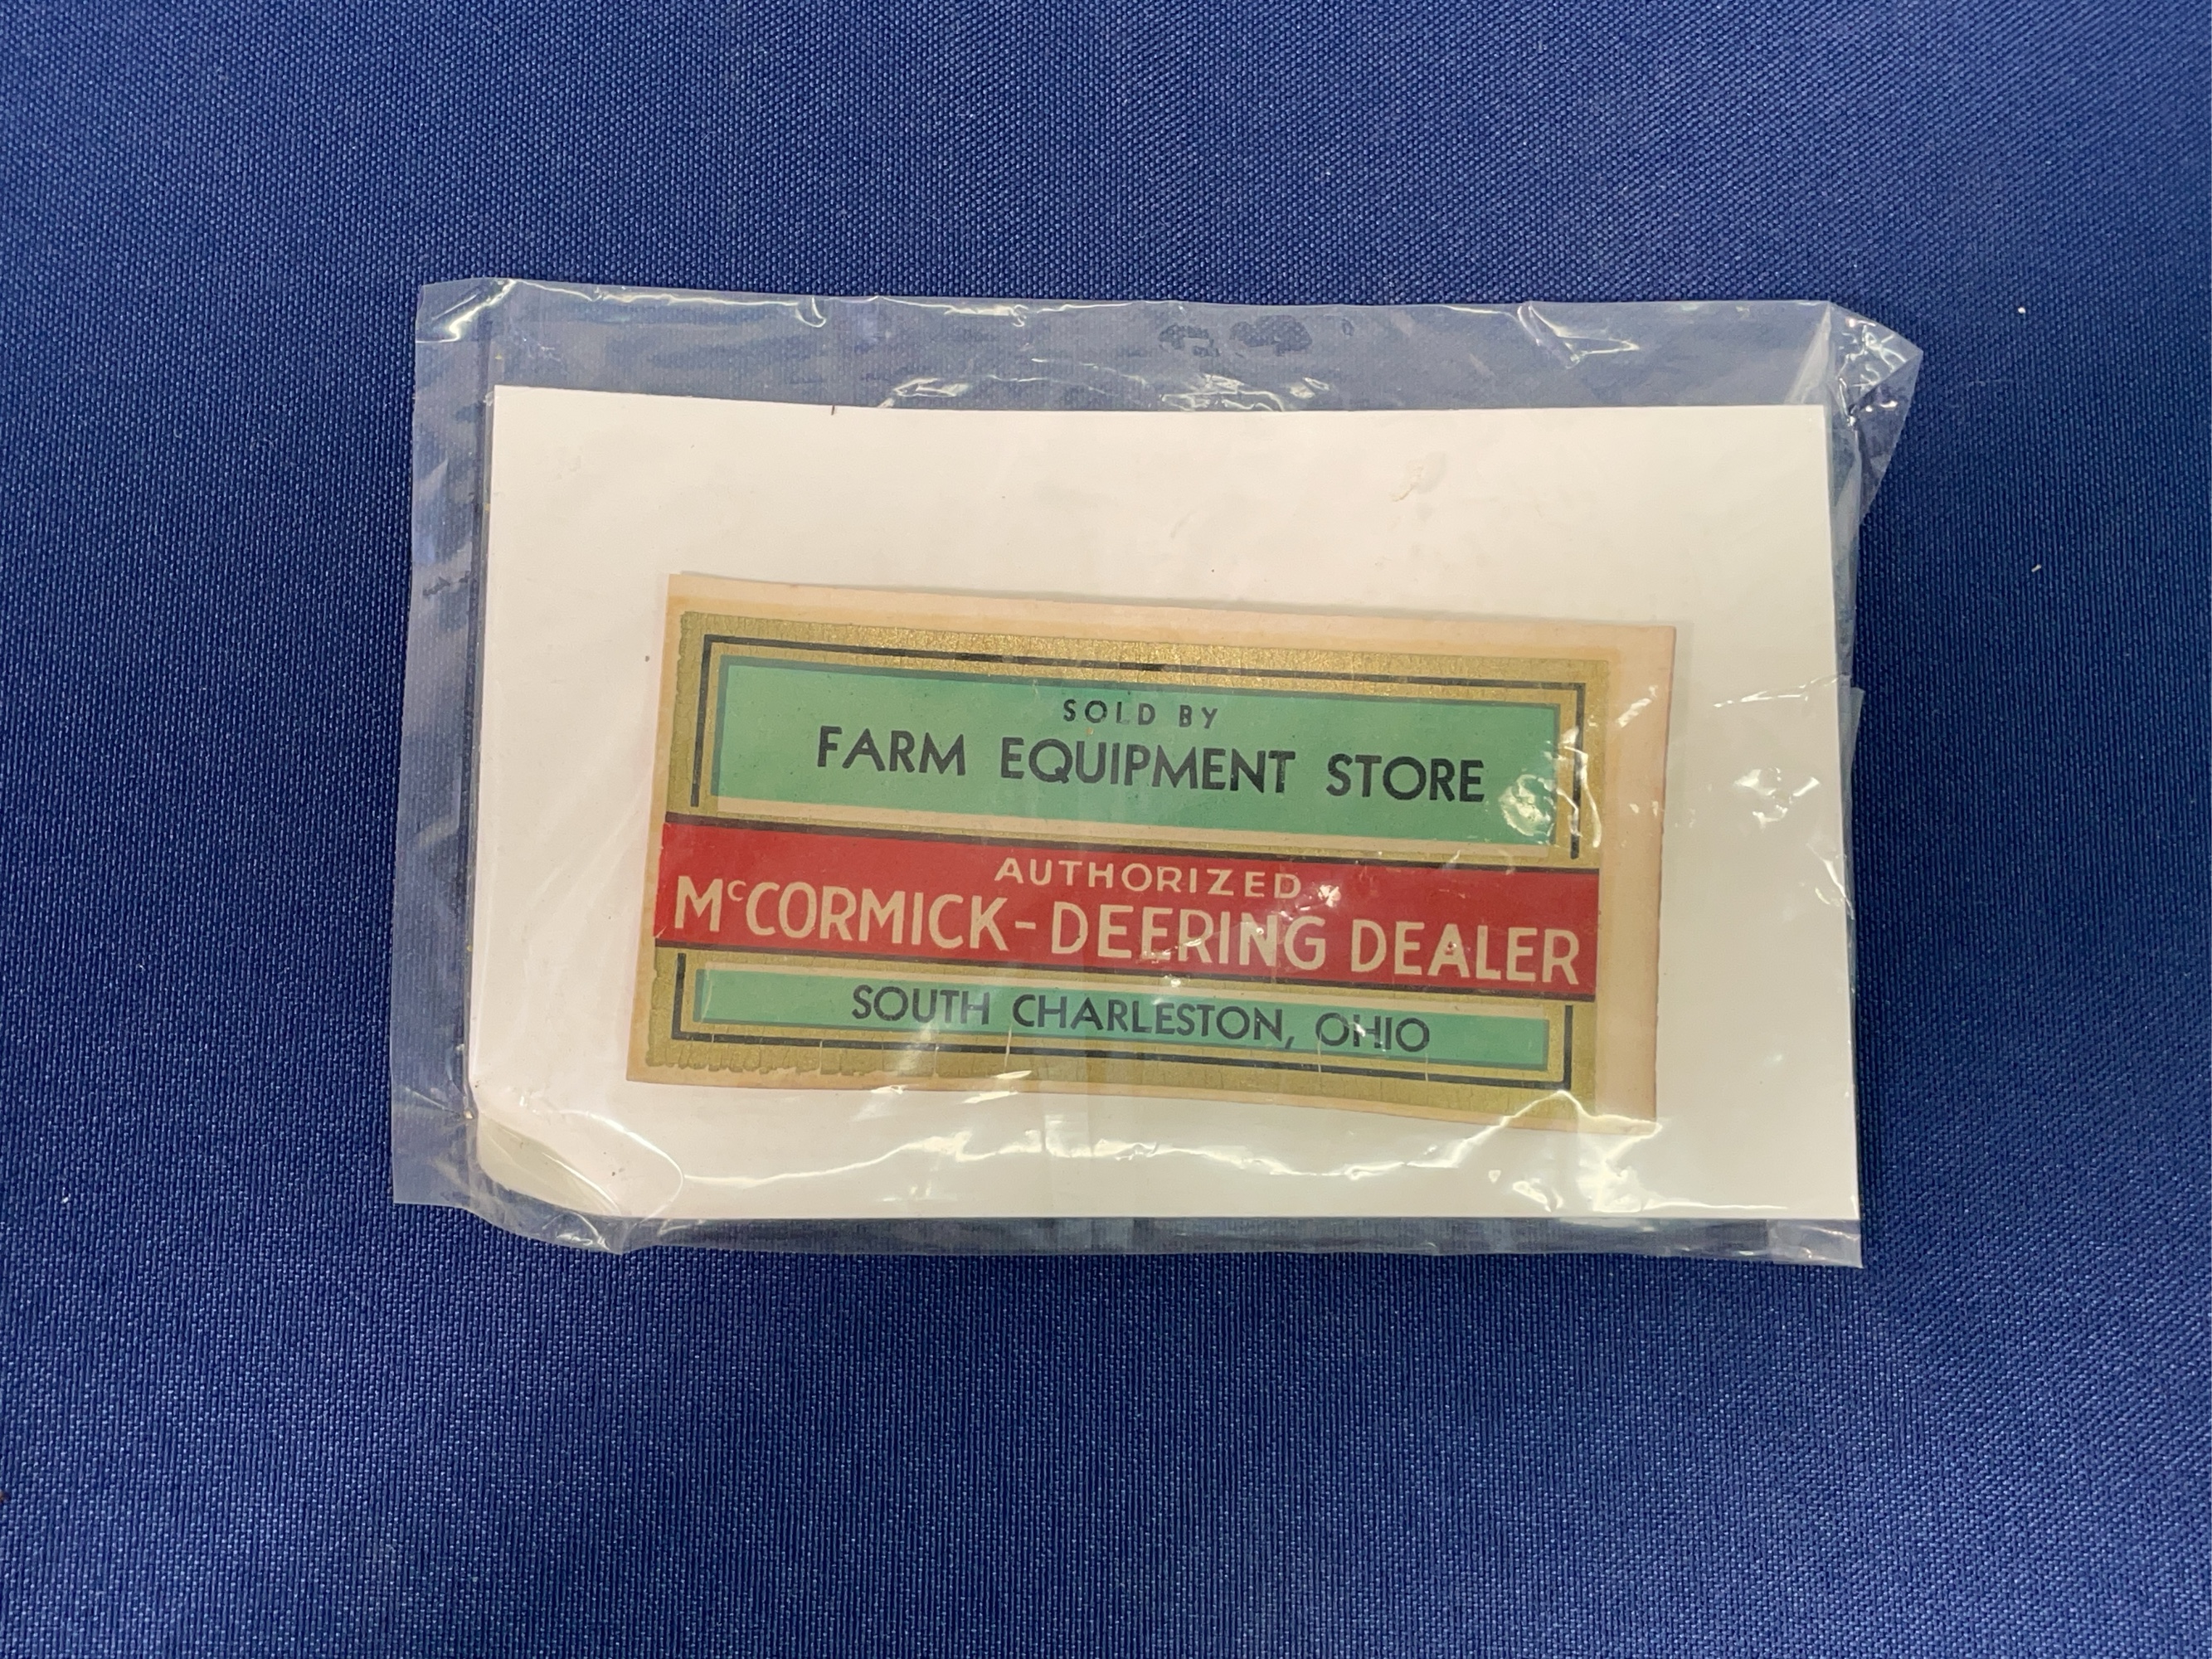 SOLD BY
FARM EQUIPMENT STORE
AUTHORIZED
McCORMICK-DEERING DEALER
SOUTH CHARLESTON, OHIO